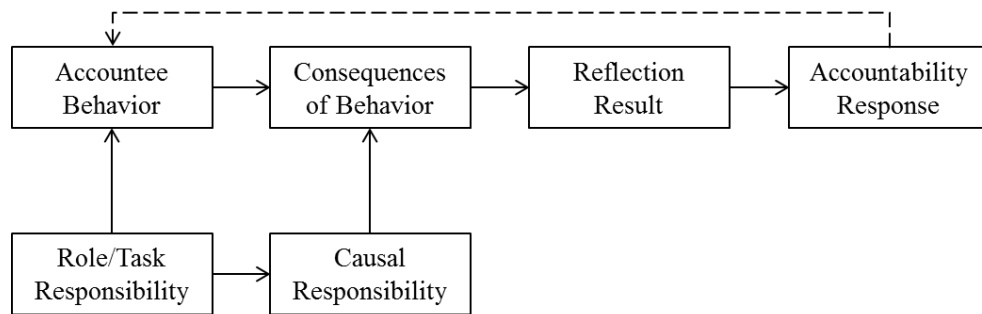 Accountee
Behavior
Consequences
of Behavior
Reflection
Result
Accountability
Response
Role/Task
Responsibility
Causal
Responsibility